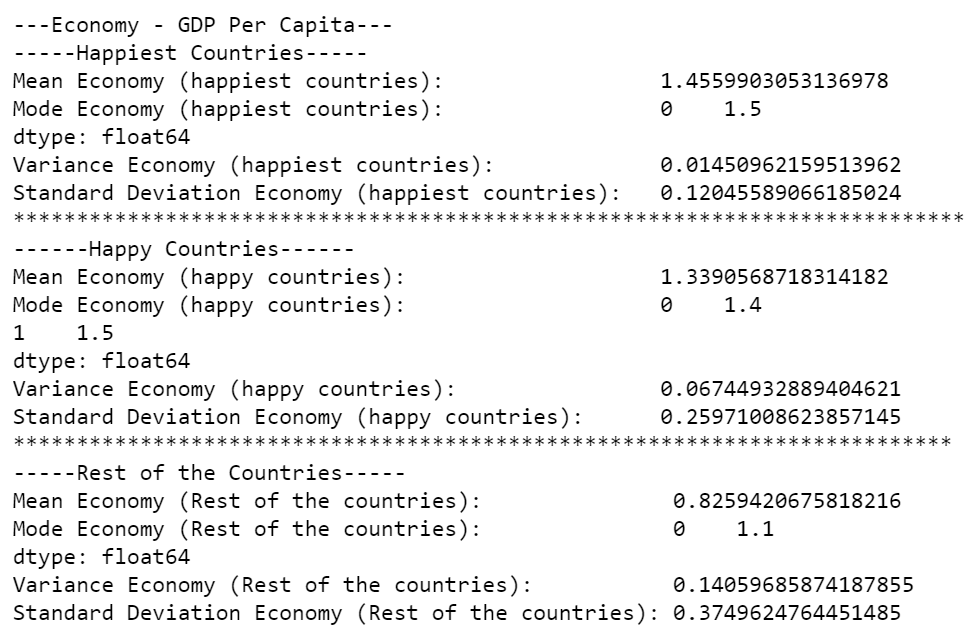 ---Economy - GDP Per Capita---
-----Happiest Countries-----
Mean Economy (happiest countries): 1.4559903053136978
Mode Economy (happiest countries): 0    1.5
dtype: float64
Variance Economy (happiest countries): 0.01450962159513962
Standard Deviation Economy (happiest countries): 0.12045589066185024
***************************************************************************
------Happy Countries------
Mean Economy (happy countries): 1.3390568718314182
Mode Economy (happy countries): 0    1.4
1    1.5
dtype: float64
Variance Economy (happy countries): 0.06744932889404621
Standard Deviation Economy (happy countries): 0.25971008623857145
**************************************************************************
-----Rest of the Countries-----
Mean Economy (Rest of the countries): 0.8259420675818216
Mode Economy (Rest of the countries): 0    1.1
dtype: float64
Variance Economy (Rest of the countries): 0.14059685874187855
Standard Deviation Economy (Rest of the countries): 0.3749624764451485